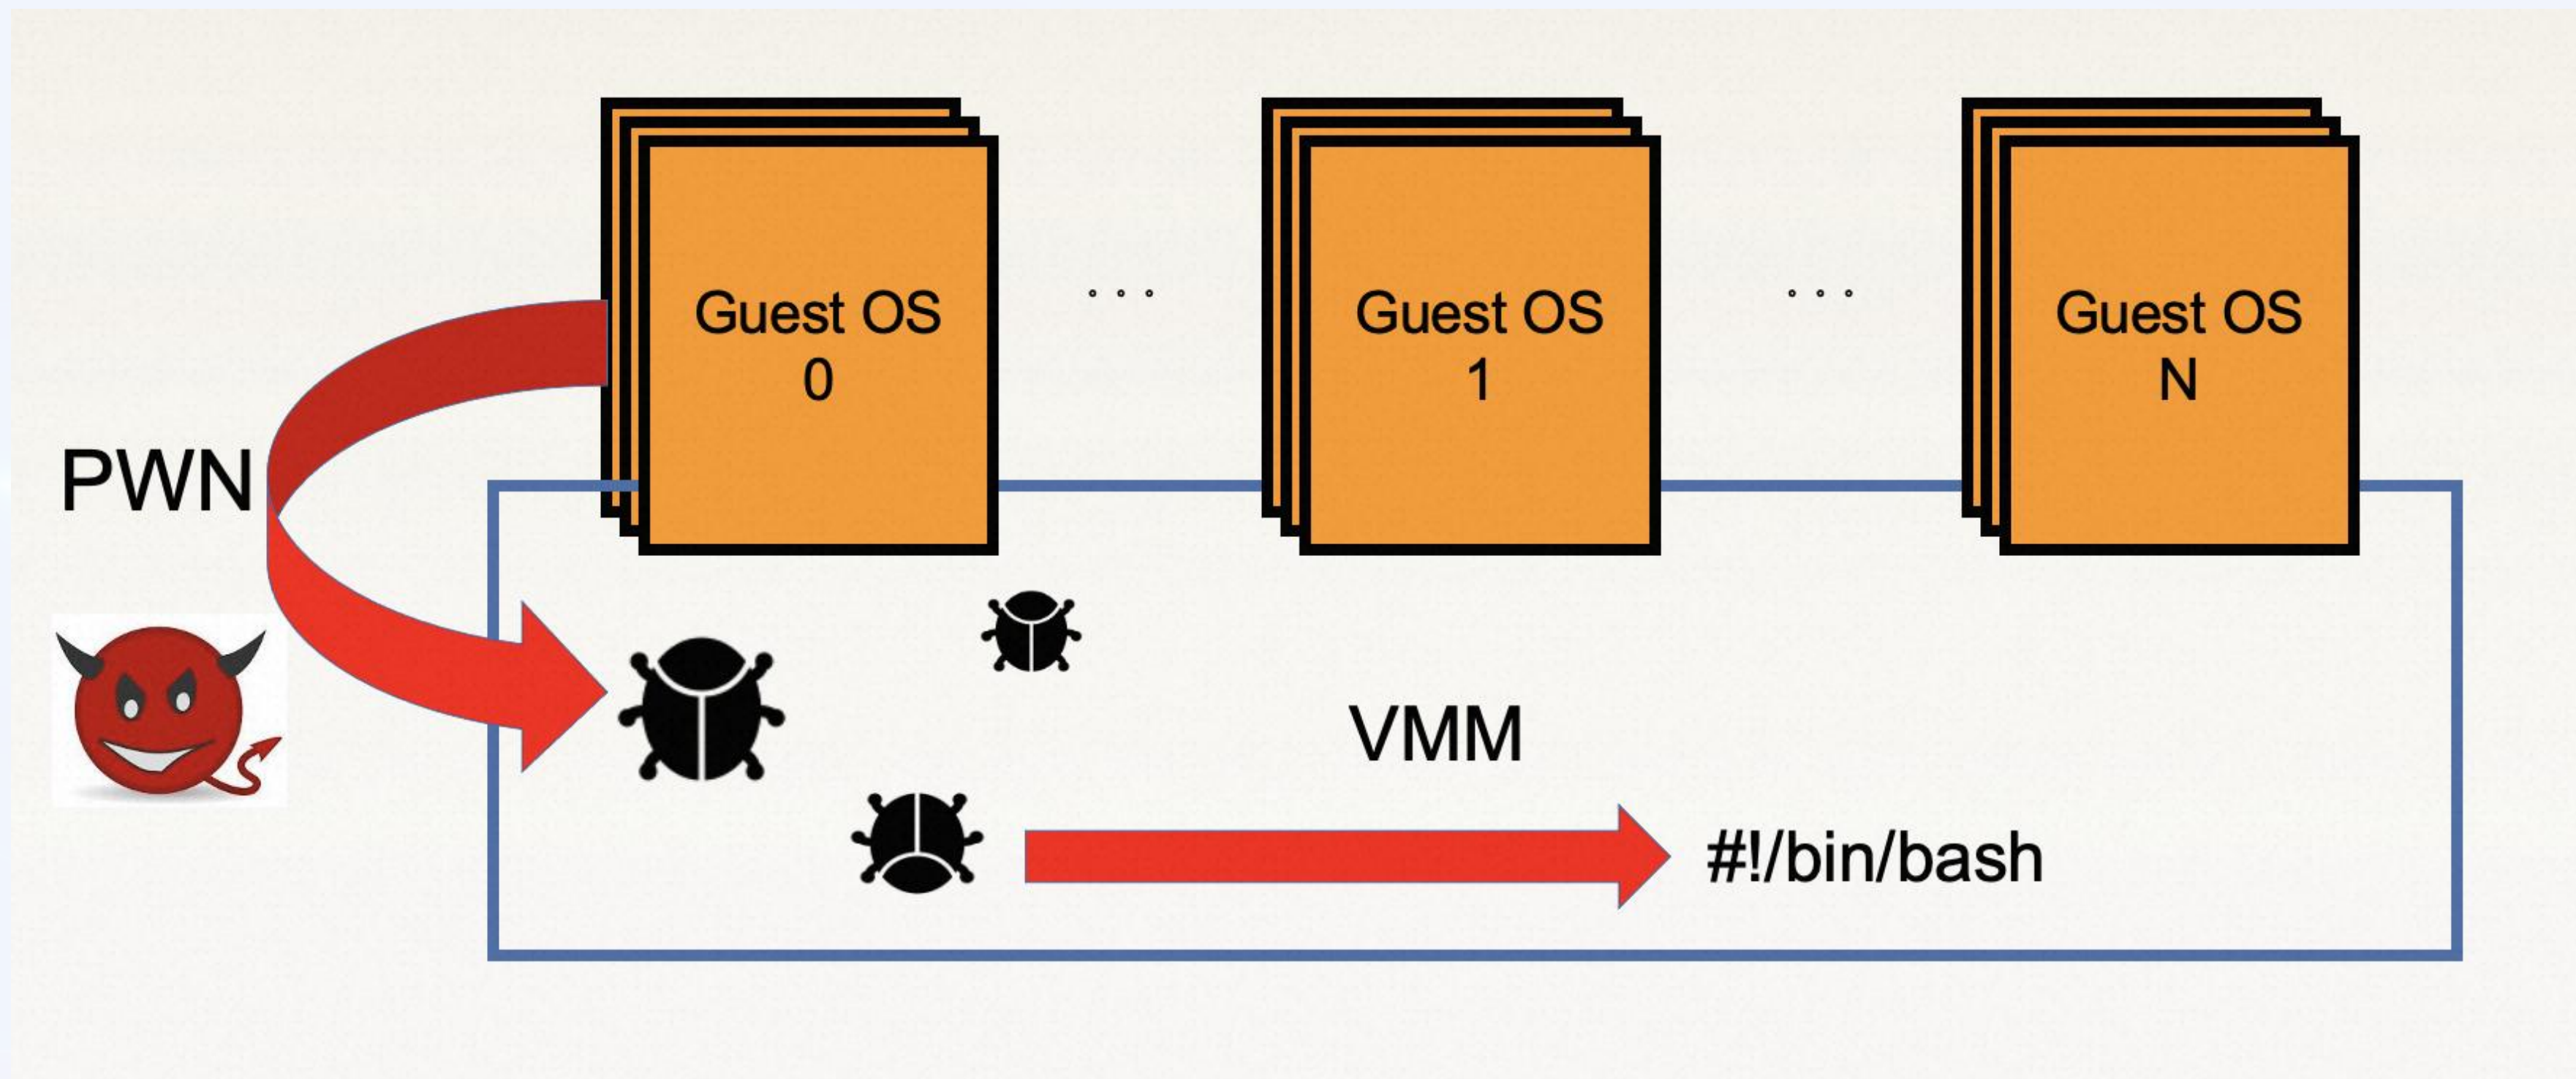 Guest OS
0
. . .
Guest OS
1
. . .
Guest OS
N
PWN
VMM
#!/bin/bash